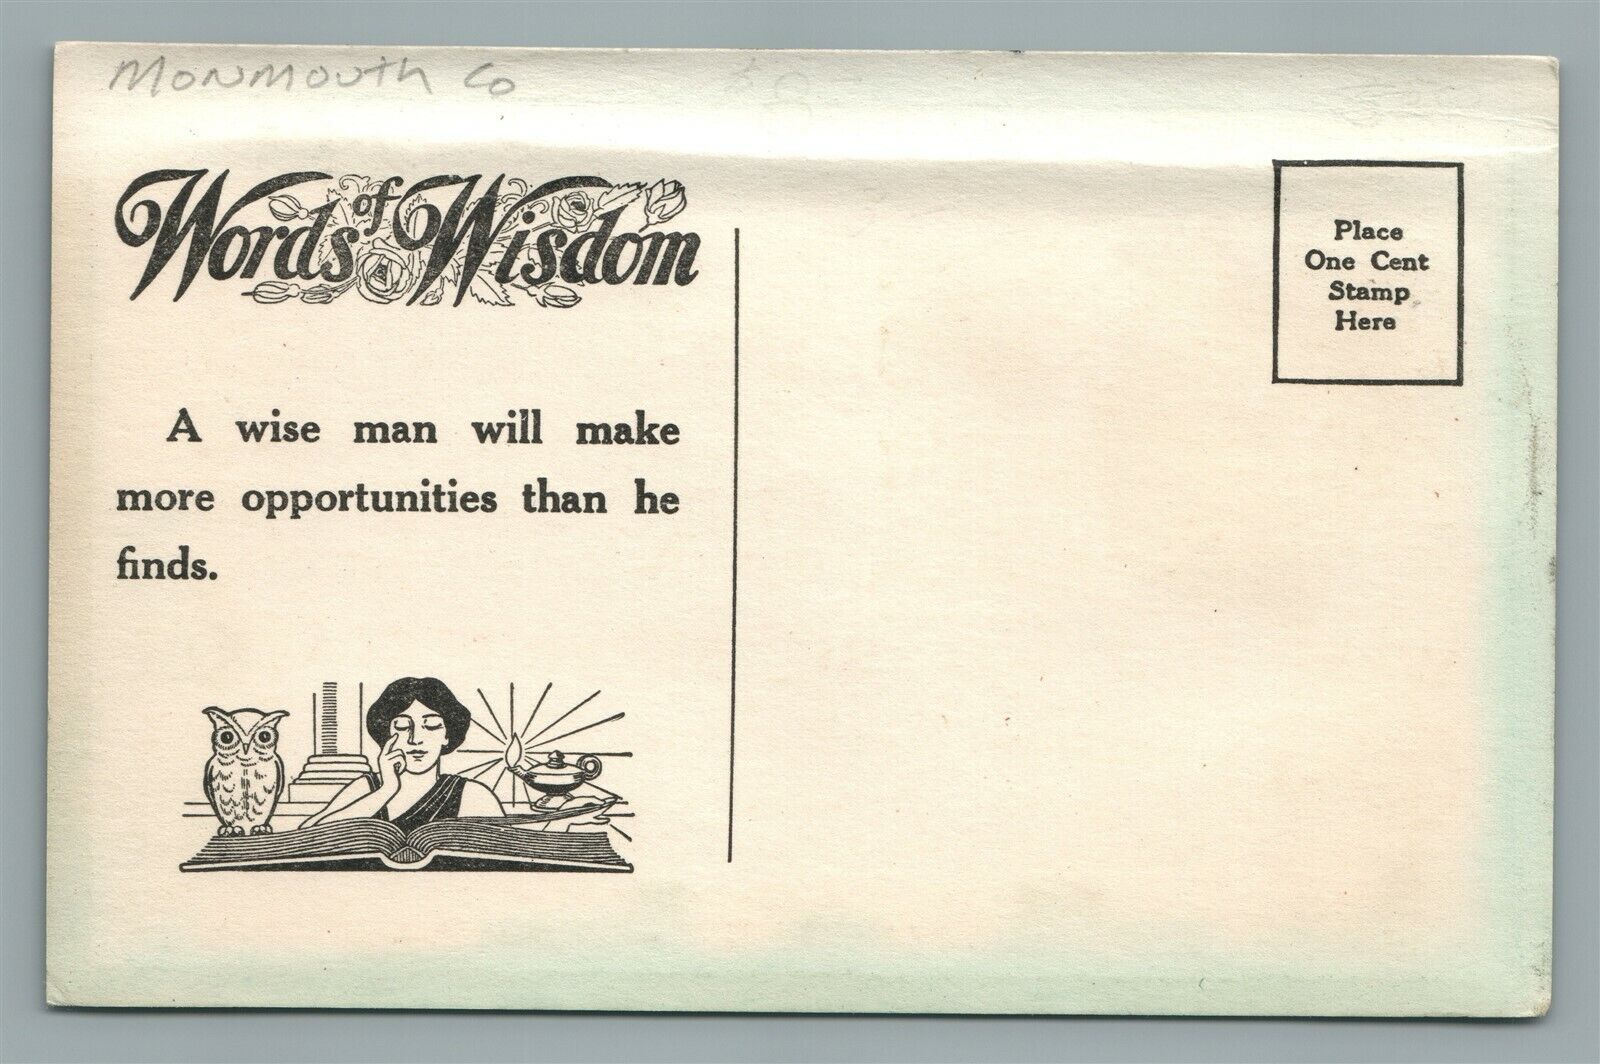 Monmouth Co
Words of Wisdom
A wise man will make
more opportunities than he
finds.
Place
One Cent
Stamp
Here